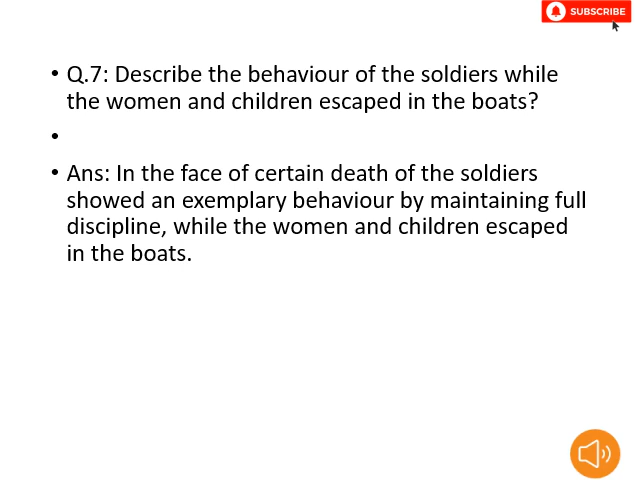 SUBSCRIBE
• Q.7: Describe the behaviour of the soldiers while
the women and children escaped in the boats?
•
• Ans: In the face of certain death of the soldiers
showed an exemplary behaviour by maintaining full
discipline, while the women and children escaped
in the boats.